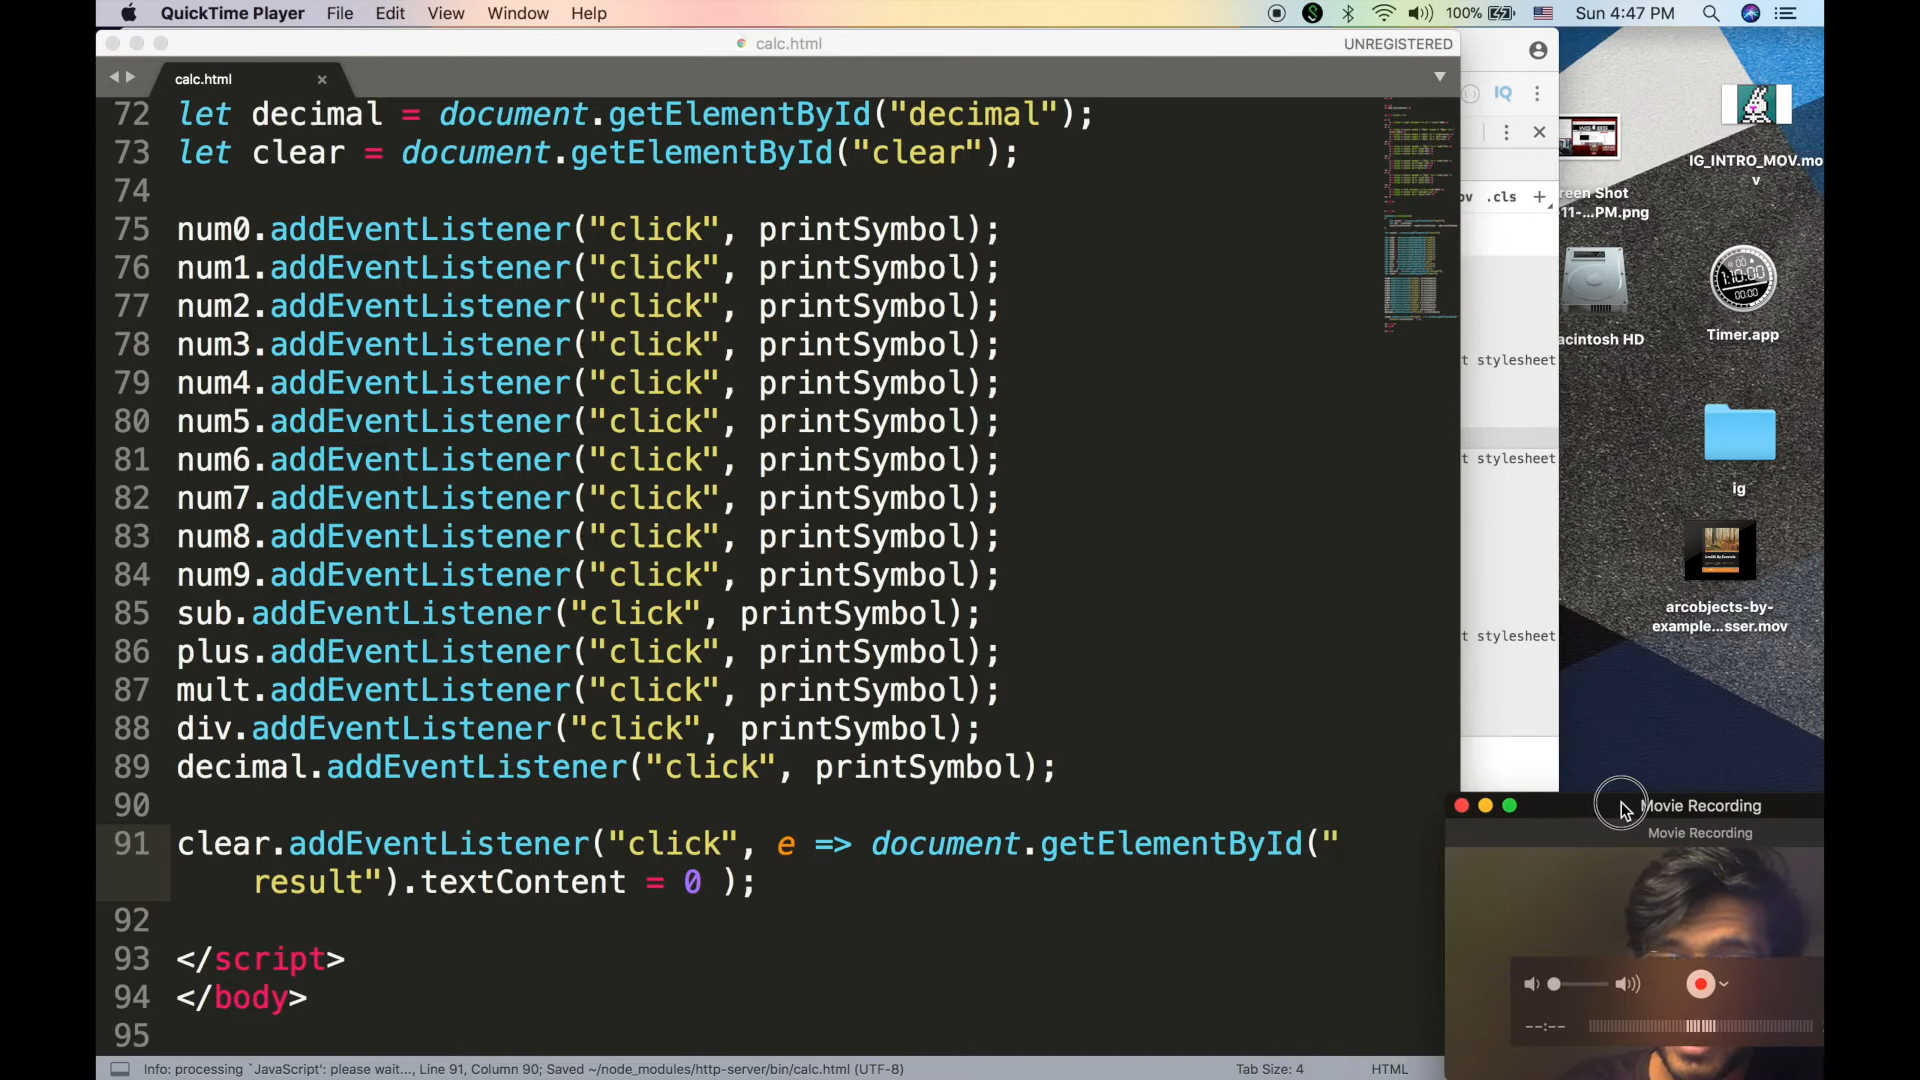 QuickTime Player File Edit View Window Help 100% Sun 4:47 PM
calc.html UNREGISTERED
calc.html
72 let decimal = document.getElementById("decimal");
73 let clear = document.getElementById("clear");
74
75 num0.addEventListener("click", printSymbol);
76 num1.addEventListener("click", printSymbol);
77 num2.addEventListener("click", printSymbol);
78 num3.addEventListener("click", printSymbol);
79 num4.addEventListener("click", printSymbol);
80 num5.addEventListener("click", printSymbol);
81 num6.addEventListener("click", printSymbol);
82 num7.addEventListener("click", printSymbol);
83 num8.addEventListener("click", printSymbol);
84 num9.addEventListener("click", printSymbol);
85 sub.addEventListener("click", printSymbol);
86 plus.addEventListener("click", printSymbol);
87 mult.addEventListener("click", printSymbol);
88 div.addEventListener("click", printSymbol);
89 decimal.addEventListener("click", printSymbol);
90
91 clear.addEventListener("click", e => document.getElementById("
result").textContent = 0 );
92
93 </script>
94 </body>
95
Info: processing `JavaScript': please wait..., Line 91, Column 90; Saved ~/node_modules/http-server/bin/calc.html (UTF-8) Tab Size: 4 HTML
IQ
ov .cls +
t stylesheet
t stylesheet
t stylesheet
reen Shot
11-...PM.png
acintosh HD
IG_INTRO_MOV.mo
v
1:10:00
00:00
Timer.app
ig
arcobjects-by-
example...sser.mov
Movie Recording
Movie Recording
--:--